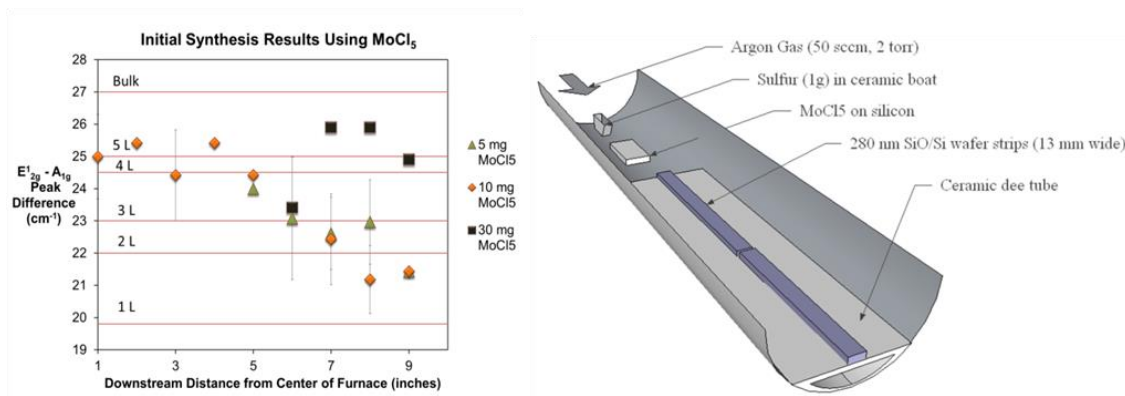 Initial Synthesis Results Using MoCl₅
28
27
26
25
24
23
22
21
20
19
Bulk
5 L
4 L
3 L
2 L
1 L
E¹₂g - A₁g
Peak
Difference
(cm⁻¹)
1
3
5
7
9
Downstream Distance from Center of Furnace (inches)
5 mg
MoCl5
10 mg
MoCl5
30 mg
MoCl5
Argon Gas (50 sccm, 2 torr)
Sulfur (1g) in ceramic boat
MoCl5 on silicon
280 nm SiO/Si wafer strips (13 mm wide)
Ceramic dee tube